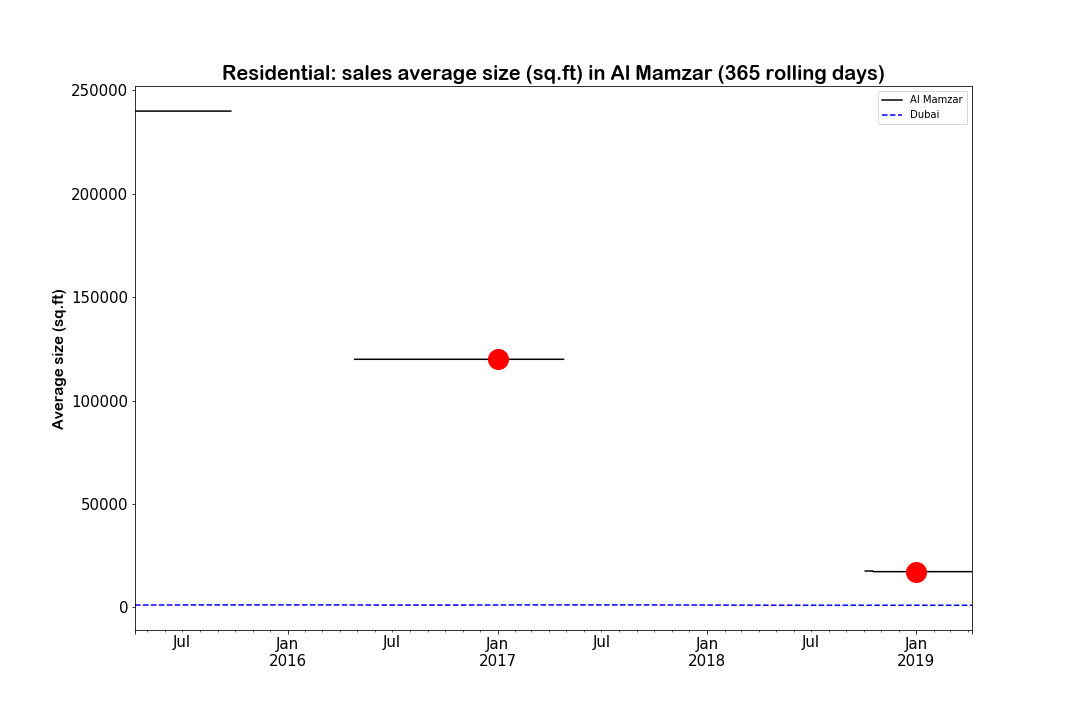 Residential: sales average size (sq.ft) in Al Mamzar (365 rolling days)
250000
Al Mamzar
Dubai
200000
150000
Average size (sq.ft)
100000
50000
0
Jul Jan Jul Jan Jul Jan Jul Jan
2016 2017 2018 2019